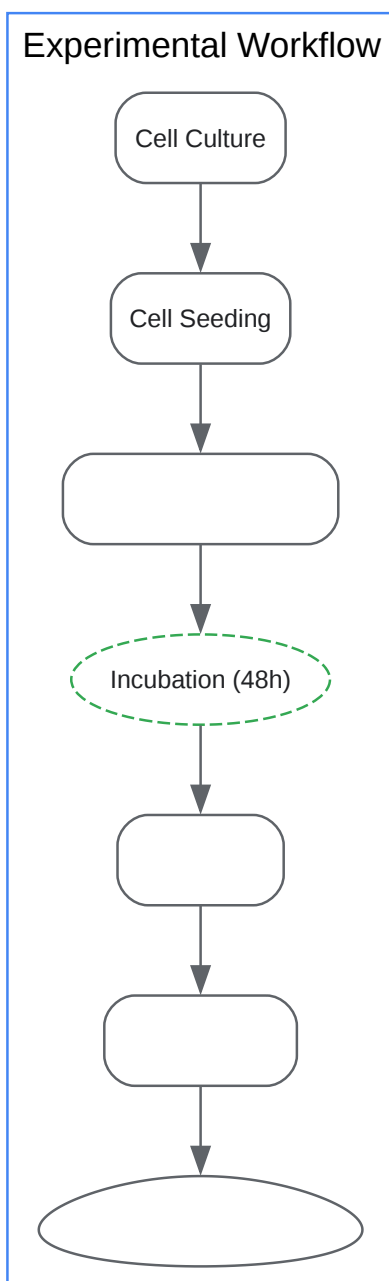 Experimental Workflow
Cell Culture
Cell Seeding
Incubation (48h)